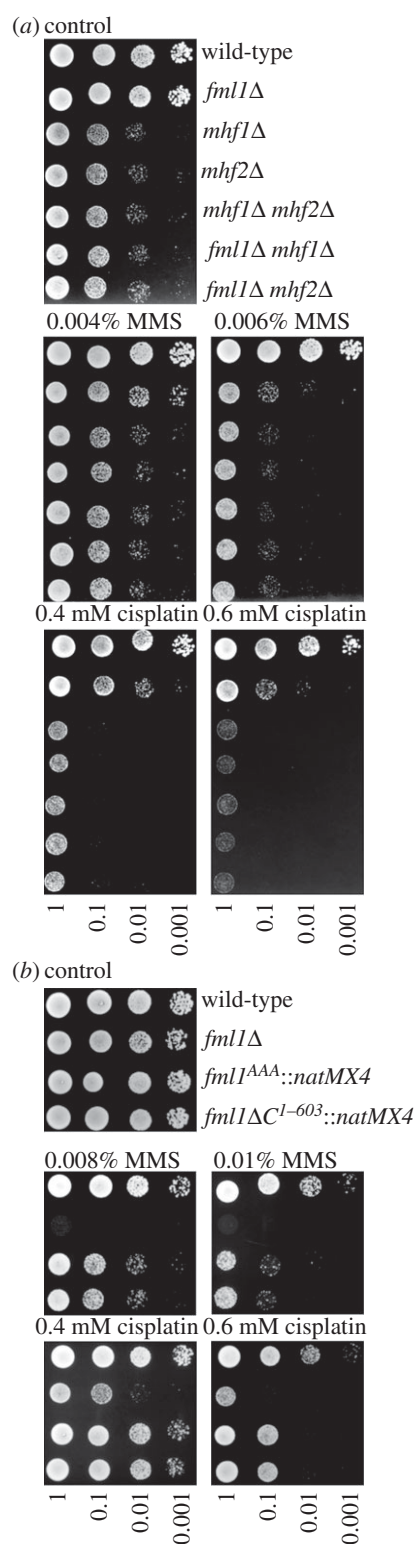 (a) control
wild-type
fml1Δ
mhf1Δ
mhf2Δ
mhf1Δ mhf2Δ
fml1Δ mhf1Δ
fml1Δ mhf2Δ
0.004% MMS 0.006% MMS
0.4 mM cisplatin 0.6 mM cisplatin
1 0.1 0.01 0.001 1 0.1 0.01 0.001
(b) control
wild-type
fml1Δ
fml1ᴬᴬᴬ::natMX4
fml1ΔC¹⁻⁶⁰³::natMX4
0.008% MMS 0.01% MMS
0.4 mM cisplatin 0.6 mM cisplatin
1 0.1 0.01 0.001 1 0.1 0.01 0.001